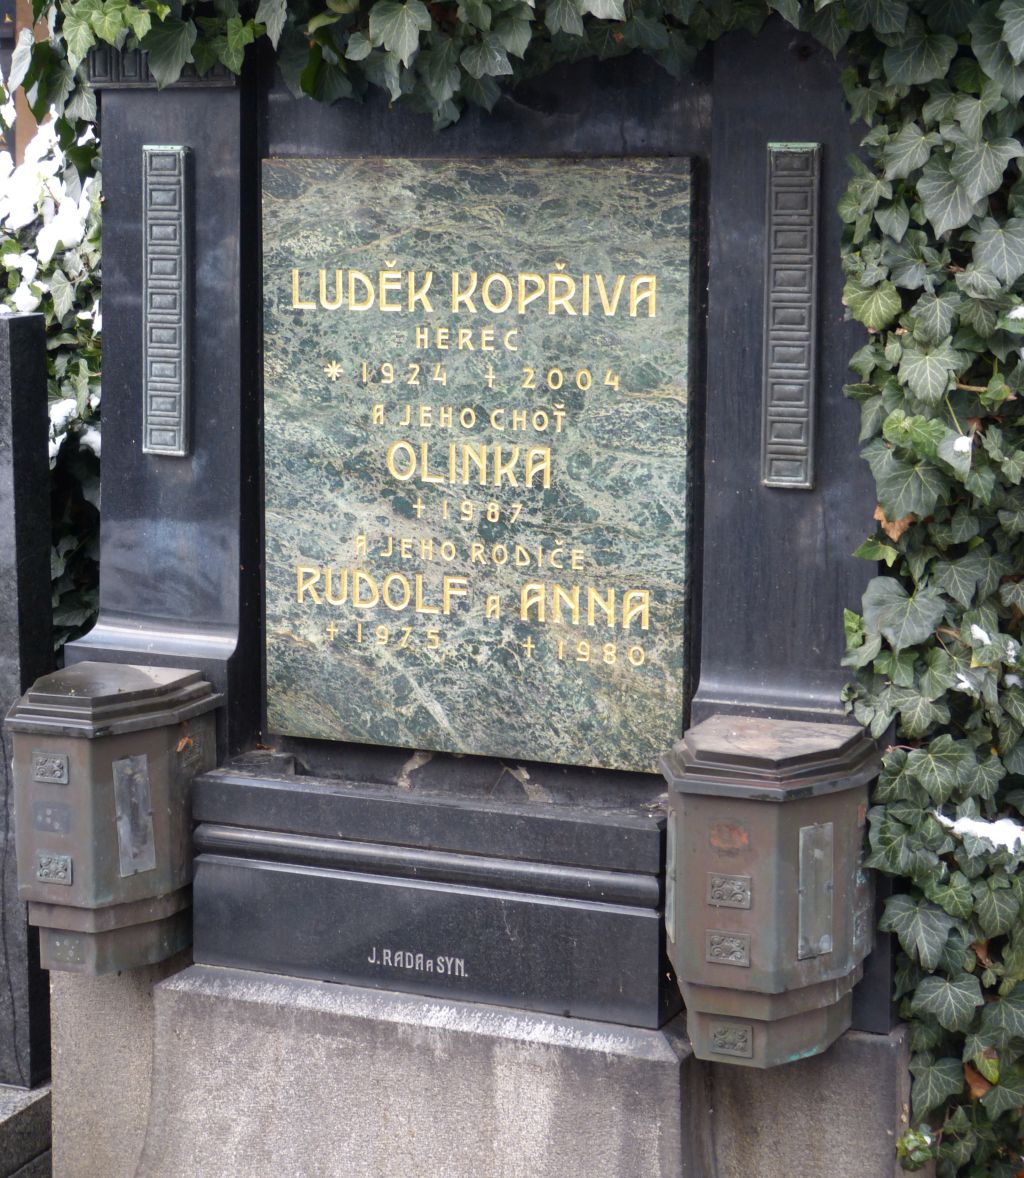 LUDĚK KOPŘIVA
HEREC
* 1924 + 2004
A JEHO CHOŤ
OLINKA
+ 1987
A JEHO RODIČE
RUDOLF A ANNA
+ 1975 + 1980
J. RADA A SYN.